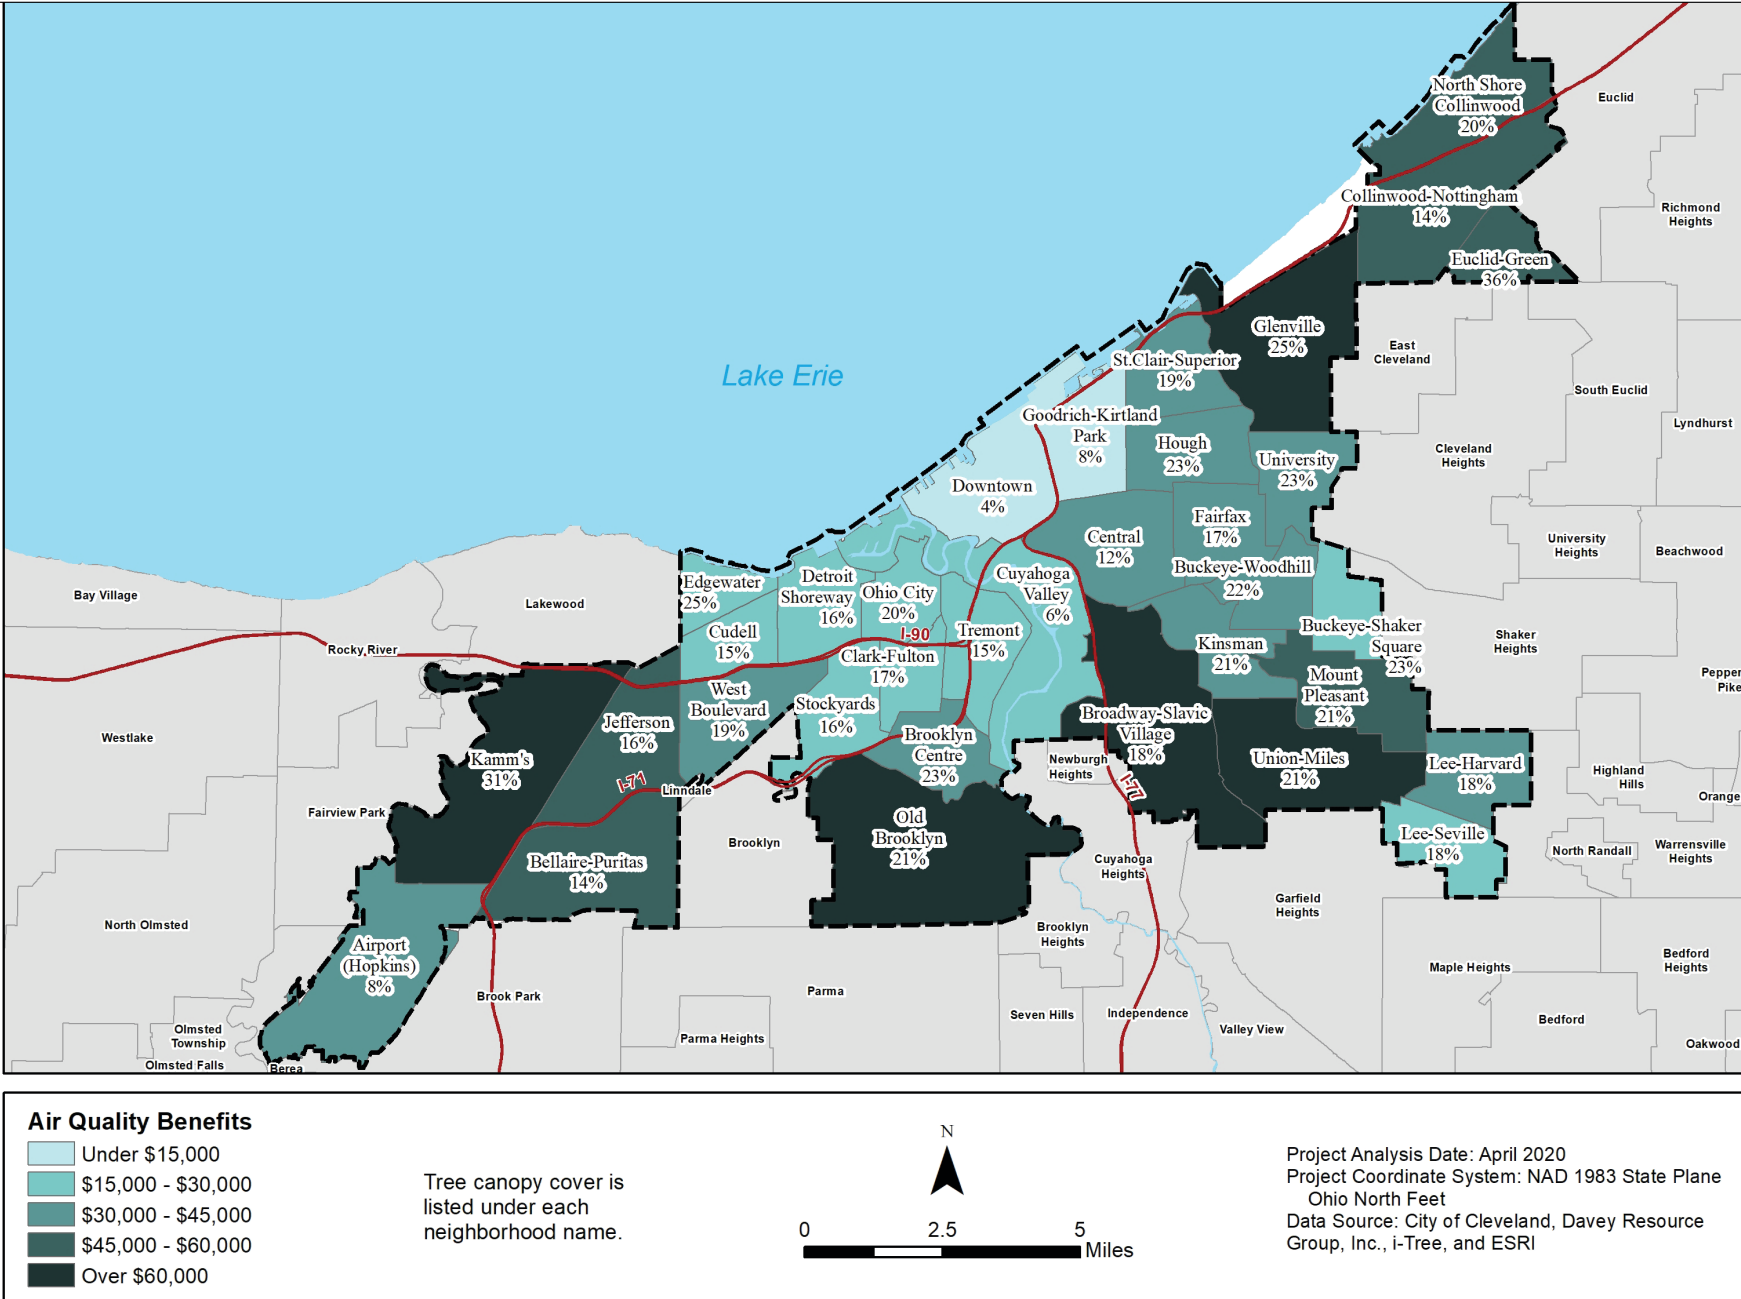 North Shore
Collinwood
20%
Euclid
Collinwood-Nottingham
14%
Richmond
Heights
Euclid-Green
36%
Glenville
25%
East
Cleveland
St.Clair-Superior
19%
Lake Erie
South Euclid
Goodrich-Kirtland
Park
8%
Lyndhurst
Hough
23%
University
23%
Cleveland
Heights
Downtown
4%
Fairfax
17%
Central
12%
University
Heights
Beachwood
Buckeye-Woodhill
22%
Edgewater
25%
Detroit
Shoreway
16%
Ohio City
20%
Cuyahoga
Valley
6%
Bay Village
Lakewood
Cudell
15%
I-90
Tremont
15%
Buckeye-Shaker
Square
23%
Shaker
Heights
Rocky River
Clark-Fulton
17%
Kinsman
21%
Pepper
Pike
West
Boulevard
19%
Stockyards
16%
Mount
Pleasant
21%
Jefferson
16%
Broadway-Slavic
Village
18%
Westlake
Brooklyn
Centre
23%
Kamm's
31%
Newburgh
Heights
Union-Miles
21%
Lee-Harvard
18%
Highland
Hills
I-71
Linndale
I-77
Orange
Fairview Park
Old
Brooklyn
21%
Brooklyn
Lee-Seville
18%
North Randall
Warrensville
Heights
Bellaire-Puritas
14%
Cuyahoga
Heights
Garfield
Heights
North Olmsted
Brooklyn
Heights
Airport
(Hopkins)
8%
Maple Heights
Bedford
Heights
Brook Park
Parma
Seven Hills
Independence
Valley View
Bedford
Olmsted
Township
Parma Heights
Oakwood
Olmsted Falls
Berea
Air Quality Benefits
Under $15,000
$15,000 - $30,000
$30,000 - $45,000
$45,000 - $60,000
Over $60,000
Tree canopy cover is
listed under each
neighborhood name.
N
0 2.5 5
Miles
Project Analysis Date: April 2020
Project Coordinate System: NAD 1983 State Plane
Ohio North Feet
Data Source: City of Cleveland, Davey Resource
Group, Inc., i-Tree, and ESRI